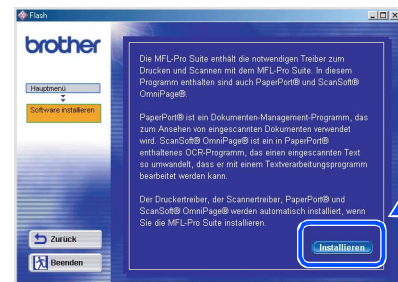 Flash
brother
Hauptmenü
Software installieren
Die MFL-Pro Suite enthält die notwendigen Treiber zum
Drucken und Scannen mit dem MFL-Pro Suite. In diesem
Programm enthalten sind auch PaperPort® und ScanSoft®
OmniPage®.
PaperPort® ist ein Dokumenten-Management-Programm, das
zum Ansehen von eingescannten Dokumenten verwendet
wird. ScanSoft® OmniPage® ist ein in PaperPort®
enthaltenes OCR-Programm, das einen eingescannten Text
so umwandelt, dass er mit einem Textverarbeitungsprogramm
bearbeitet werden kann.
Der Druckertreiber, der Scannertreiber, PaperPort® und
ScanSoft® OmniPage® werden automatisch installiert, wenn
Sie die MFL-Pro Suite installieren.
Installieren
Zurück
Beenden